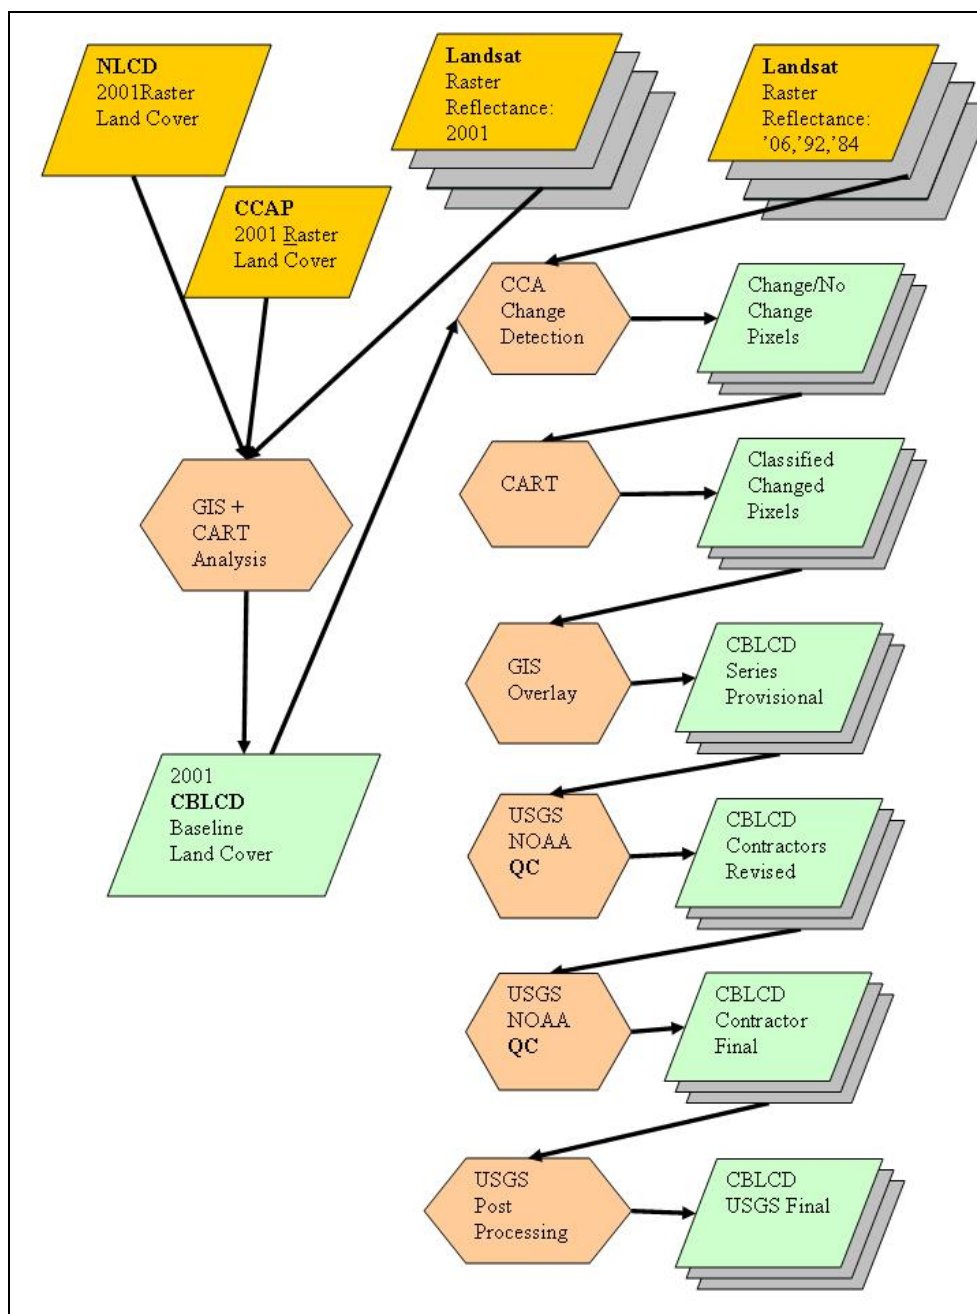 NLCD
2001Raster
Land Cover
Landsat
Raster
Reflectance:
2001
Landsat
Raster
Reflectance:
’06,’92,’84
CCAP
2001 Raster
Land Cover
CCA
Change
Detection
Change/No
Change
Pixels
CART
Classified
Changed
Pixels
GIS +
CART
Analysis
GIS
Overlay
CBLCD
Series
Provisional
2001
CBLCD
Baseline
Land Cover
USGS
NOAA
QC
CBLCD
Contractors
Revised
USGS
NOAA
QC
CBLCD
Contractor
Final
USGS
Post
Processing
CBLCD
USGS Final